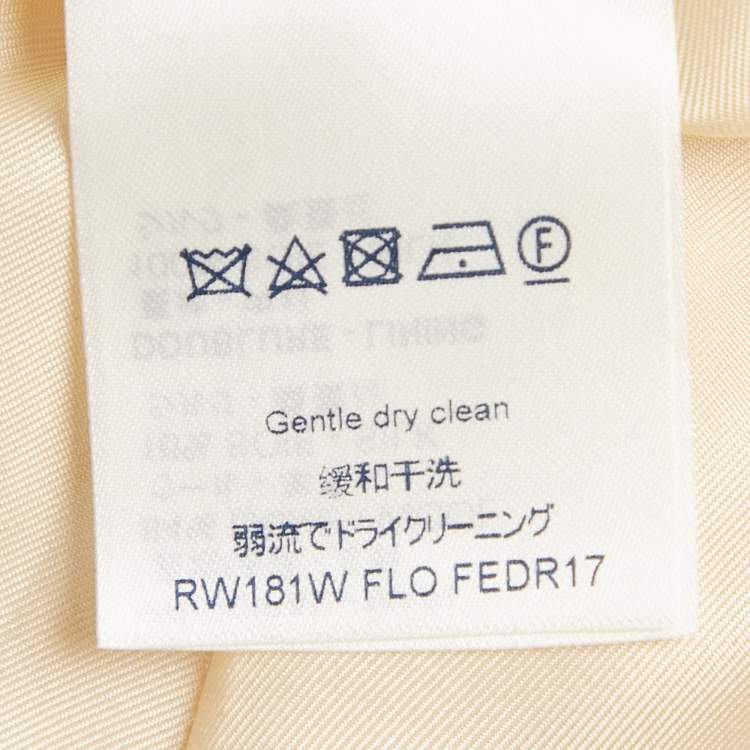 F
Gentle dry clean
缓和干洗
弱流でドライクリーニング
RW181W FLO FEDR17